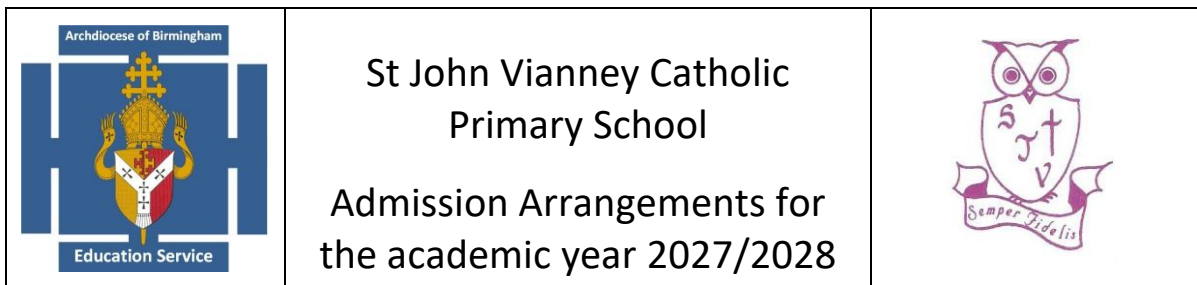 Archdiocese of Birmingham
Education Service
St John Vianney Catholic
Primary School
Admission Arrangements for
the academic year 2027/2028
S
J
V
Semper Fidelis